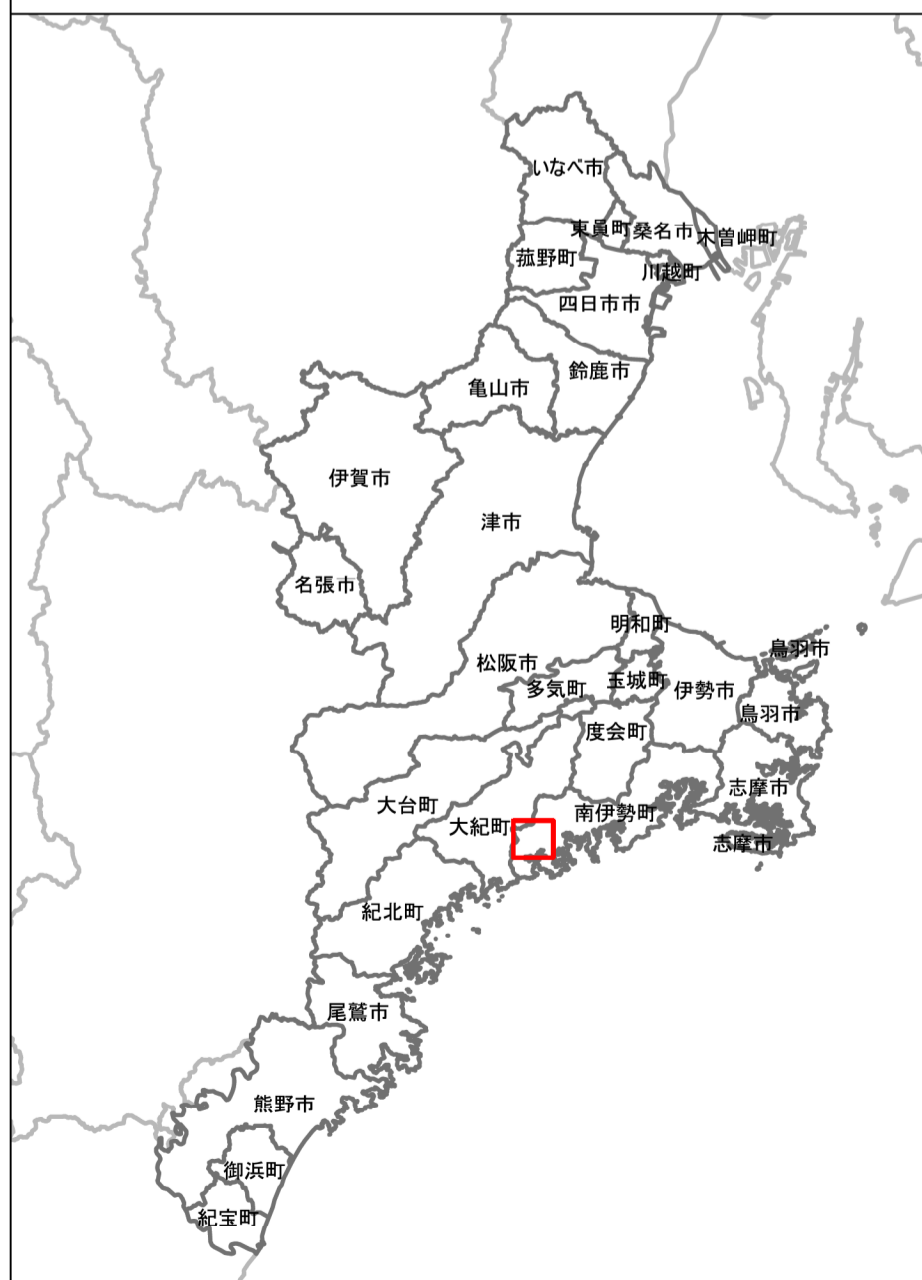 いなべ市
東員町
桑名市
木曽岬町
菰野町
川越町
四日市市
鈴鹿市
亀山市
伊賀市
津市
名張市
明和町
鳥羽市
松阪市
多気町
玉城町
伊勢市
鳥羽市
度会町
志摩市
大台町
南伊勢町
大紀町
志摩市
紀北町
尾鷲市
熊野市
御浜町
紀宝町